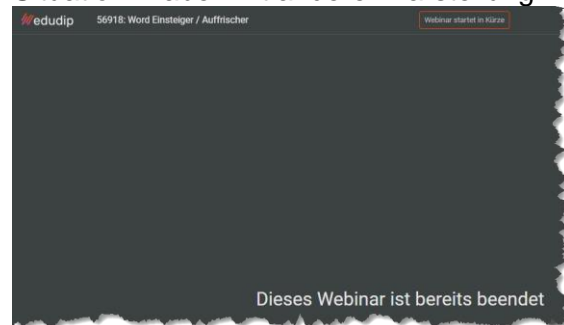 edudip 56918: Word Einsteiger / Auffrischer Webinar startet in Kürze
Dieses Webinar ist bereits beendet